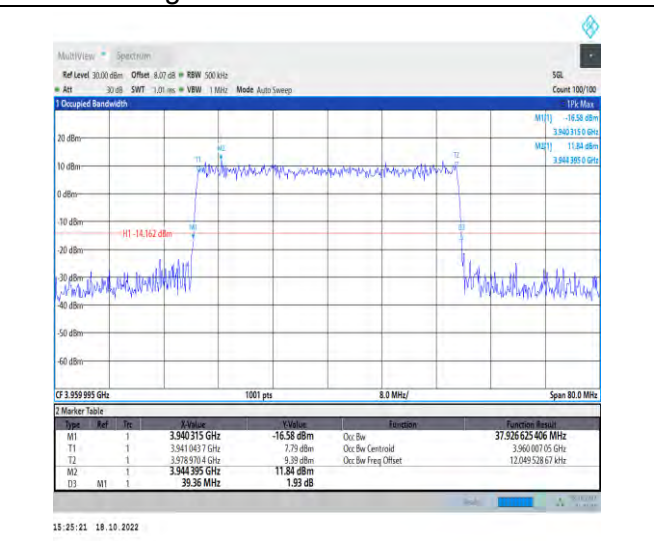 MultiView Spectrum
Ref Level 30.00 dBm Offset 8.07 dB RBW 500 kHz SGL
Att 30 dB SWT 1.01 ms VBW 1 MHz Mode Auto Sweep Count 100/100
1 Occupied Bandwidth 1Pk Max
M1[1] -16.58 dBm
3.940 315 0 GHz
M2[1] 11.84 dBm
3.944 395 0 GHz
20 dBm
M2
T1
T2
10 dBm
0 dBm
-10 dBm
M1
D3
H1 -14.162 dBm
-20 dBm
-30 dBm
-40 dBm
-50 dBm
-60 dBm
CF 3.959 995 GHz 1001 pts 8.0 MHz/ Span 80.0 MHz
2 Marker Table
Type Ref Trc X-Value Y-Value Function Function Result
M1 1 3.940 315 GHz -16.58 dBm Occ Bw 37.926 625 406 MHz
T1 1 3.941 043 7 GHz 7.79 dBm Occ Bw Centroid 3.960 007 05 GHz
T2 1 3.978 970 4 GHz 9.39 dBm Occ Bw Freq Offset 12.049 528 67 kHz
M2 1 3.944 395 GHz 11.84 dBm
D3 M1 1 39.36 MHz 1.93 dB
15:25:21 18.10.2022